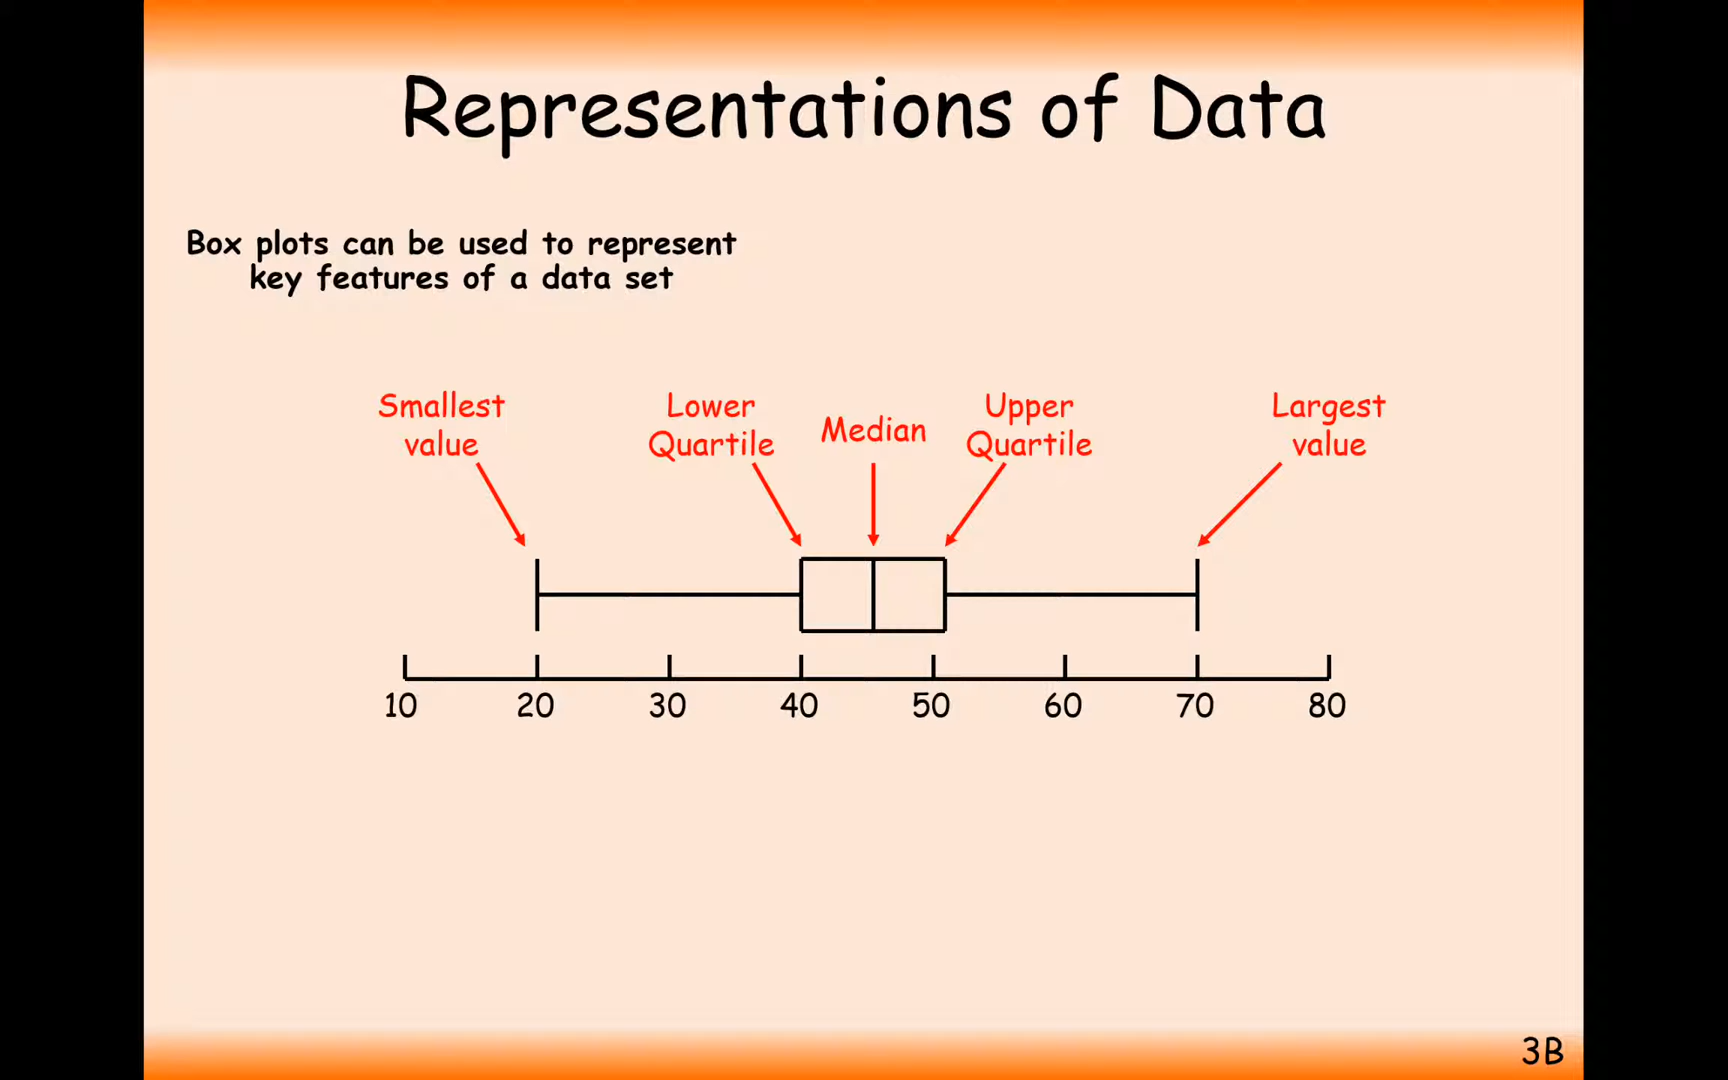 Representations of Data
Box plots can be used to represent
key features of a data set
Smallest
value
Lower
Quartile
Median
Upper
Quartile
Largest
value
10 20 30 40 50 60 70 80
3B